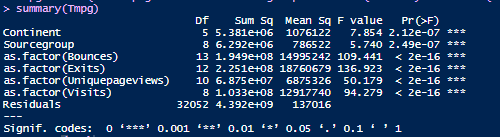 > summary(Tmpg)
Df Sum Sq Mean Sq F value Pr(>F)
Continent 5 5.381e+06 1076122 7.854 2.12e-07 ***
Sourcegroup 8 6.292e+06 786522 5.740 2.49e-07 ***
as.factor(Bounces) 13 1.949e+08 14995242 109.441 < 2e-16 ***
as.factor(Exits) 12 2.251e+08 18760679 136.923 < 2e-16 ***
as.factor(Uniquepageviews) 10 6.875e+07 6875326 50.179 < 2e-16 ***
as.factor(Visits) 8 1.033e+08 12917740 94.279 < 2e-16 ***
Residuals 32052 4.392e+09 137016
---
Signif. codes: 0 ‘***’ 0.001 ‘**’ 0.01 ‘*’ 0.05 ‘.’ 0.1 ‘ ’ 1